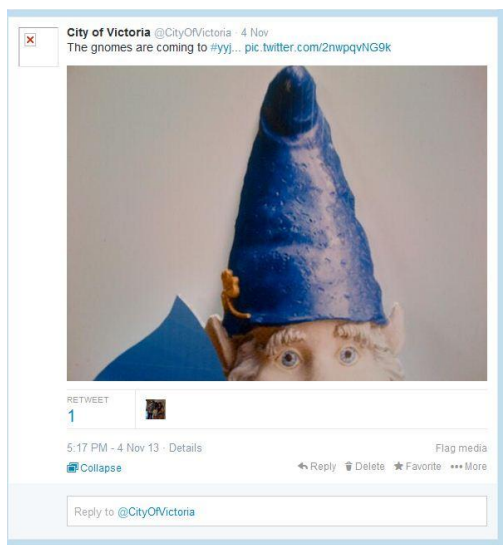 City of Victoria @CityOfVictoria · 4 Nov
The gnomes are coming to #yyj... pic.twitter.com/2nwpqvNG9k
RETWEET
1
5:17 PM - 4 Nov 13 · Details
Flag media
Collapse
Reply Delete Favorite More
Reply to @CityOfVictoria